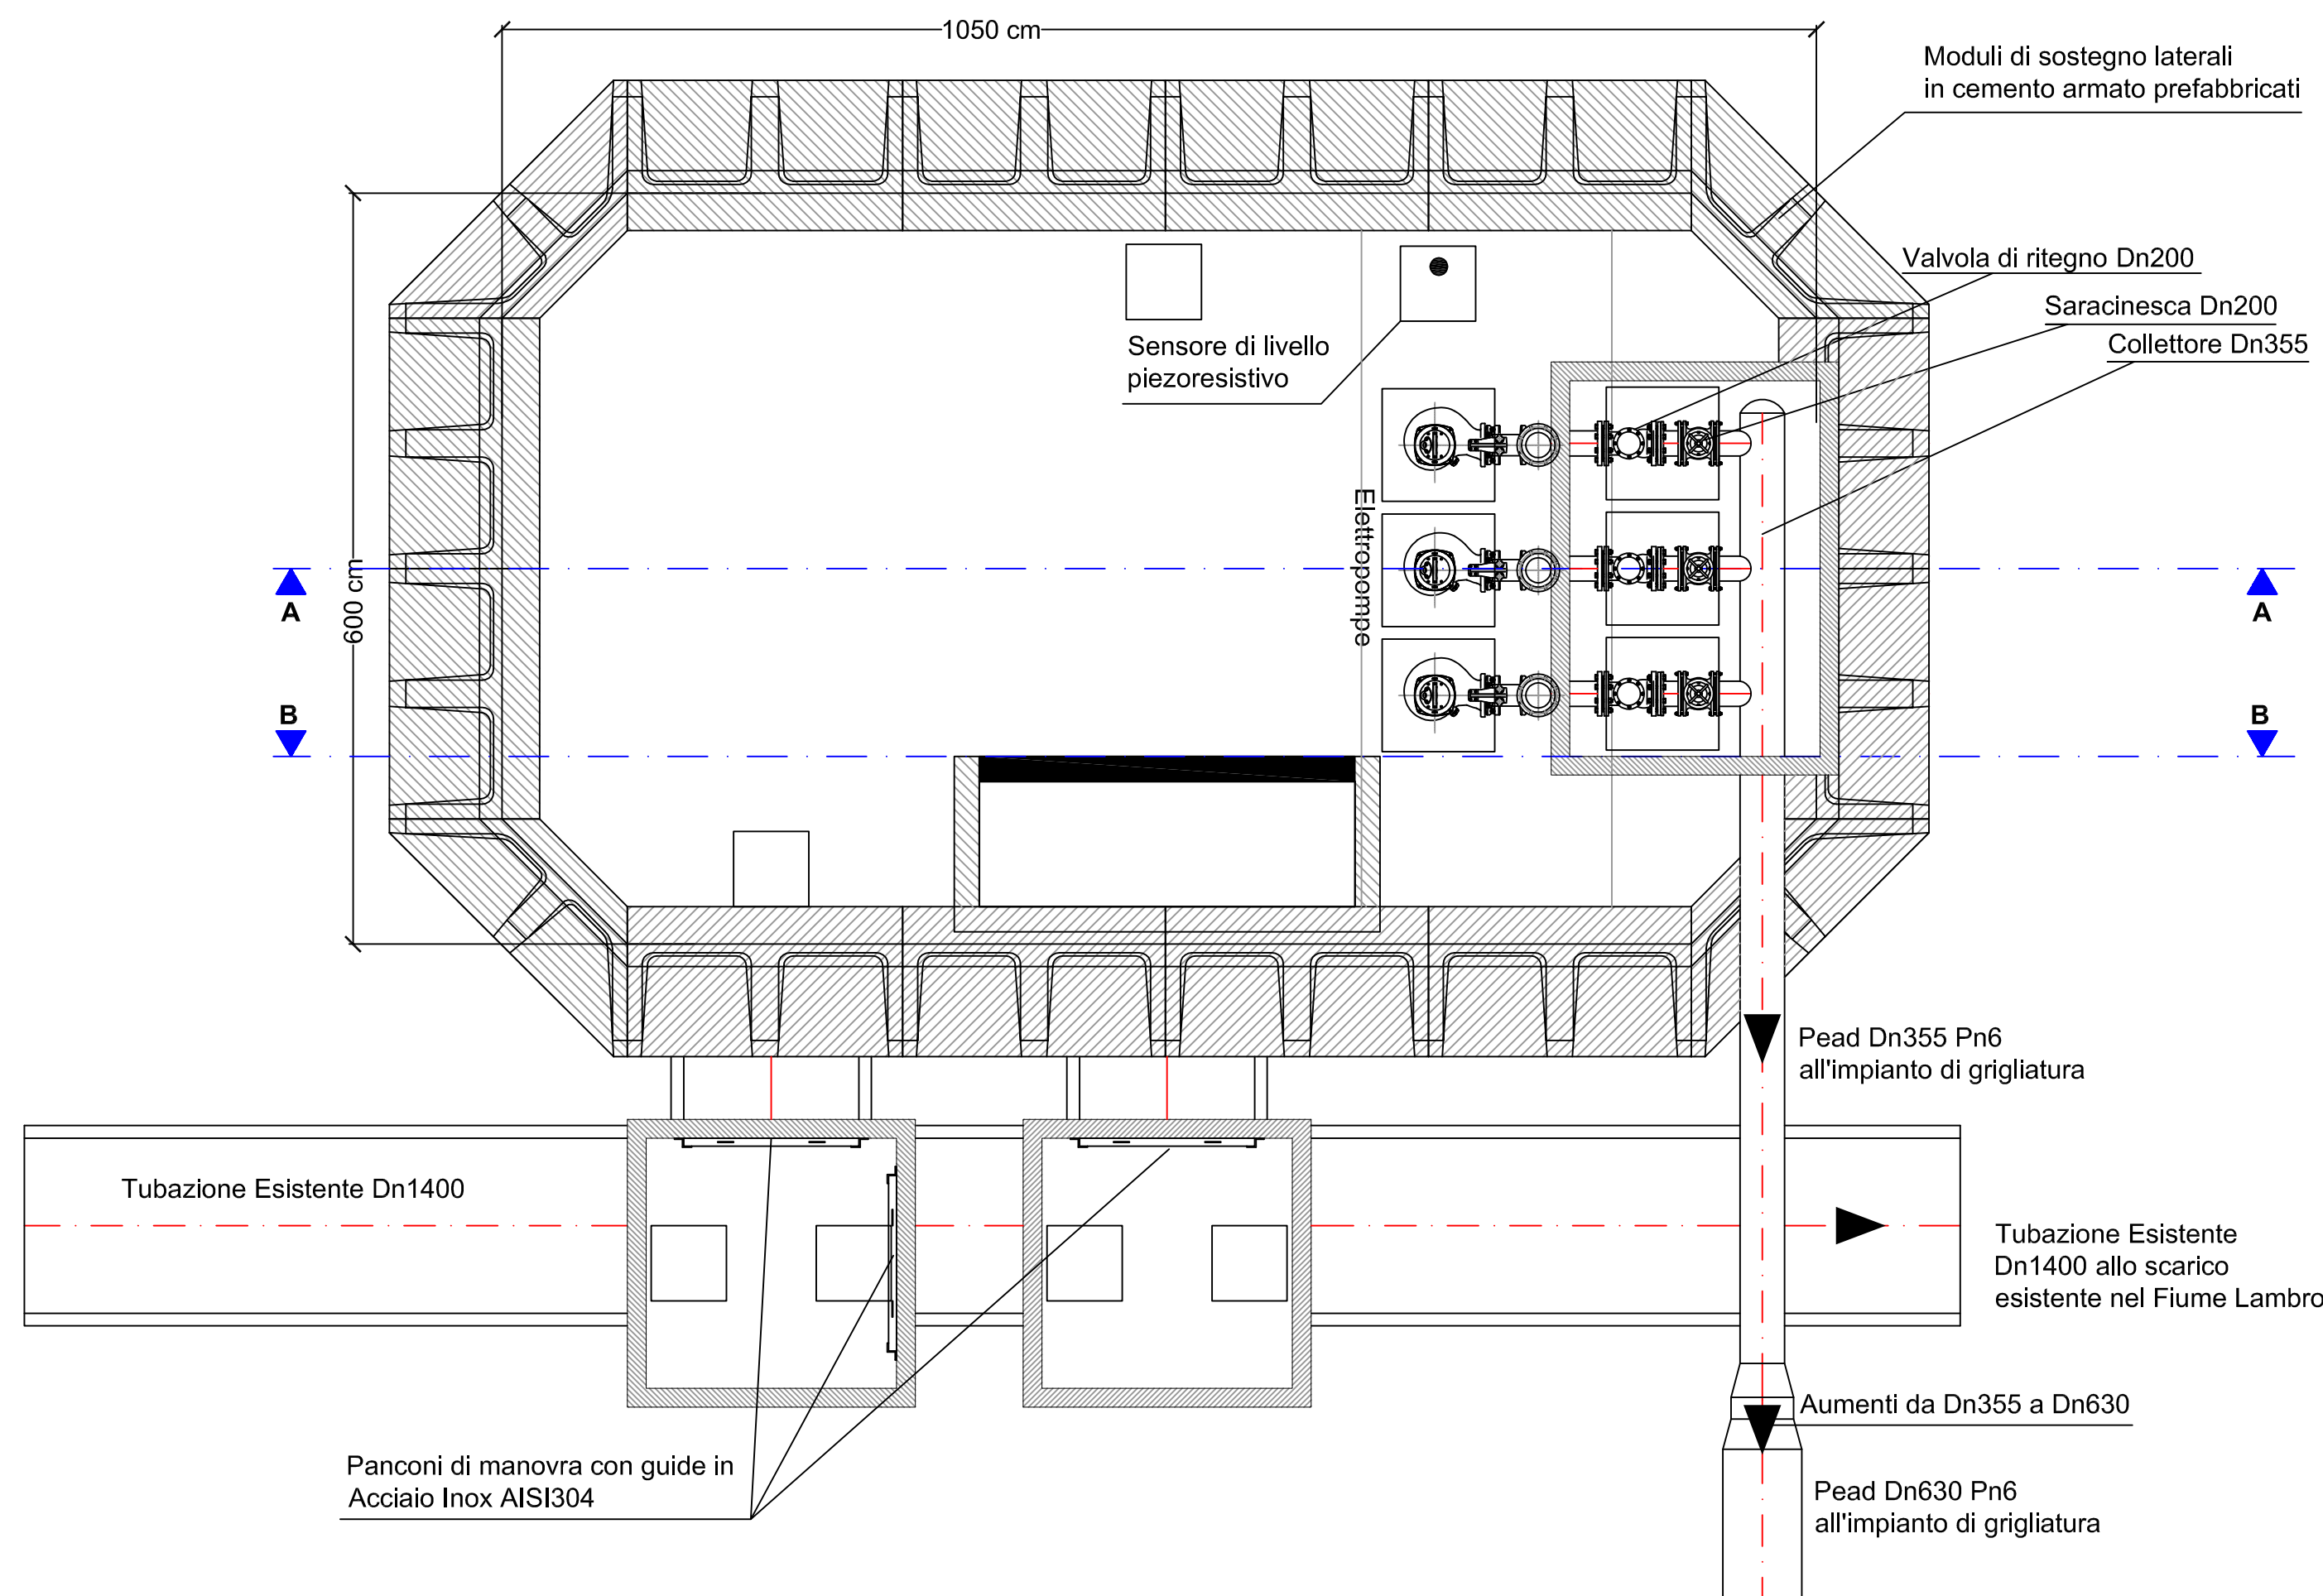 1050 cm
Moduli di sostegno laterali
in cemento armato prefabbricati
Valvola di ritegno Dn200
Saracinesca Dn200
Collettore Dn355
Sensore di livello
piezoresistivo
Elettropompe
600 cm
A
A
B
B
Pead Dn355 Pn6
all'impianto di grigliatura
Tubazione Esistente Dn1400
Tubazione Esistente
Dn1400 allo scarico
esistente nel Fiume Lambro
Aumenti da Dn355 a Dn630
Panconi di manovra con guide in
Acciaio Inox AISI304
Pead Dn630 Pn6
all'impianto di grigliatura